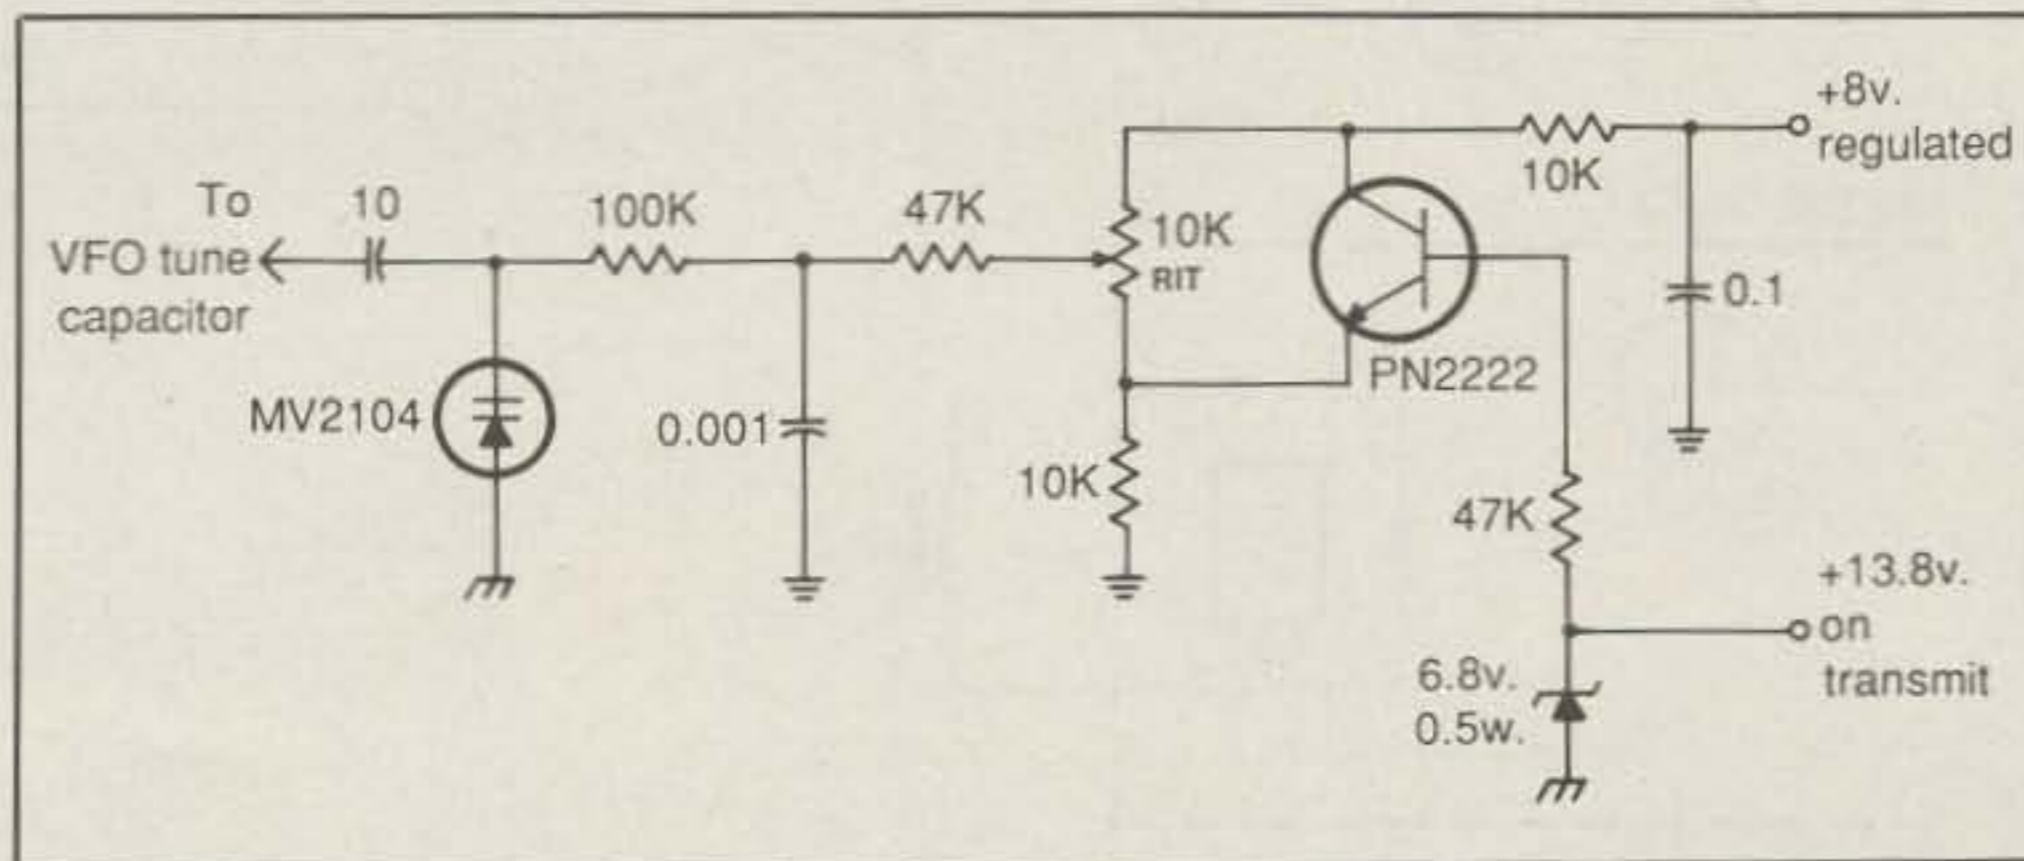 To
VFO tune
capacitor
10
MV2104
100K
0.001
47K
10K
RIT
10K
PN2222
10K
+8v.
regulated
0.1
47K
+13.8v.
on
transmit
6.8v.
0.5w.